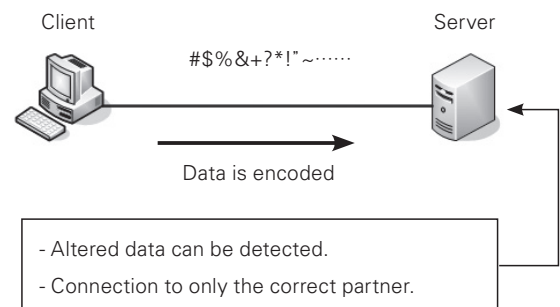 Client
Server
#$%&+?*!"~······
Data is encoded
- Altered data can be detected.
- Connection to only the correct partner.